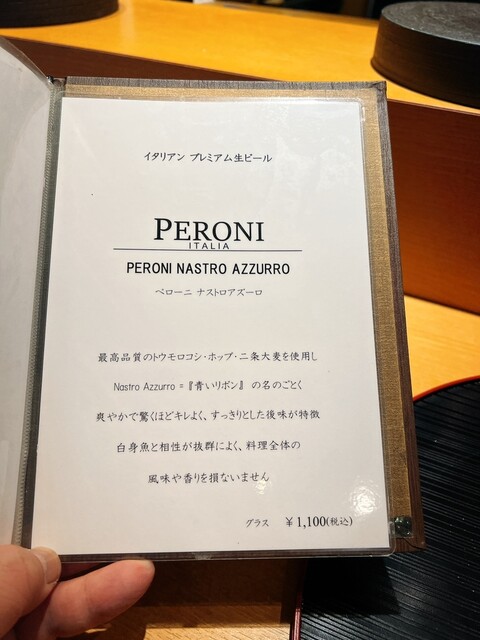 イタリアン プレミアム生ビール
PERONI
ITALIA
PERONI NASTRO AZZURRO
ペローニ ナストロアズーロ
最高品質のトウモロコシ・ホップ・二条大麦を使用し
Nastro Azzurro = 『青いリボン』 の名のごとく
爽やかで驚くほどキレよく、すっきりとした後味が特徴
白身魚と相性が抜群によく、料理全体の
風味や香りを損ないません
グラス ￥1,100(税込)